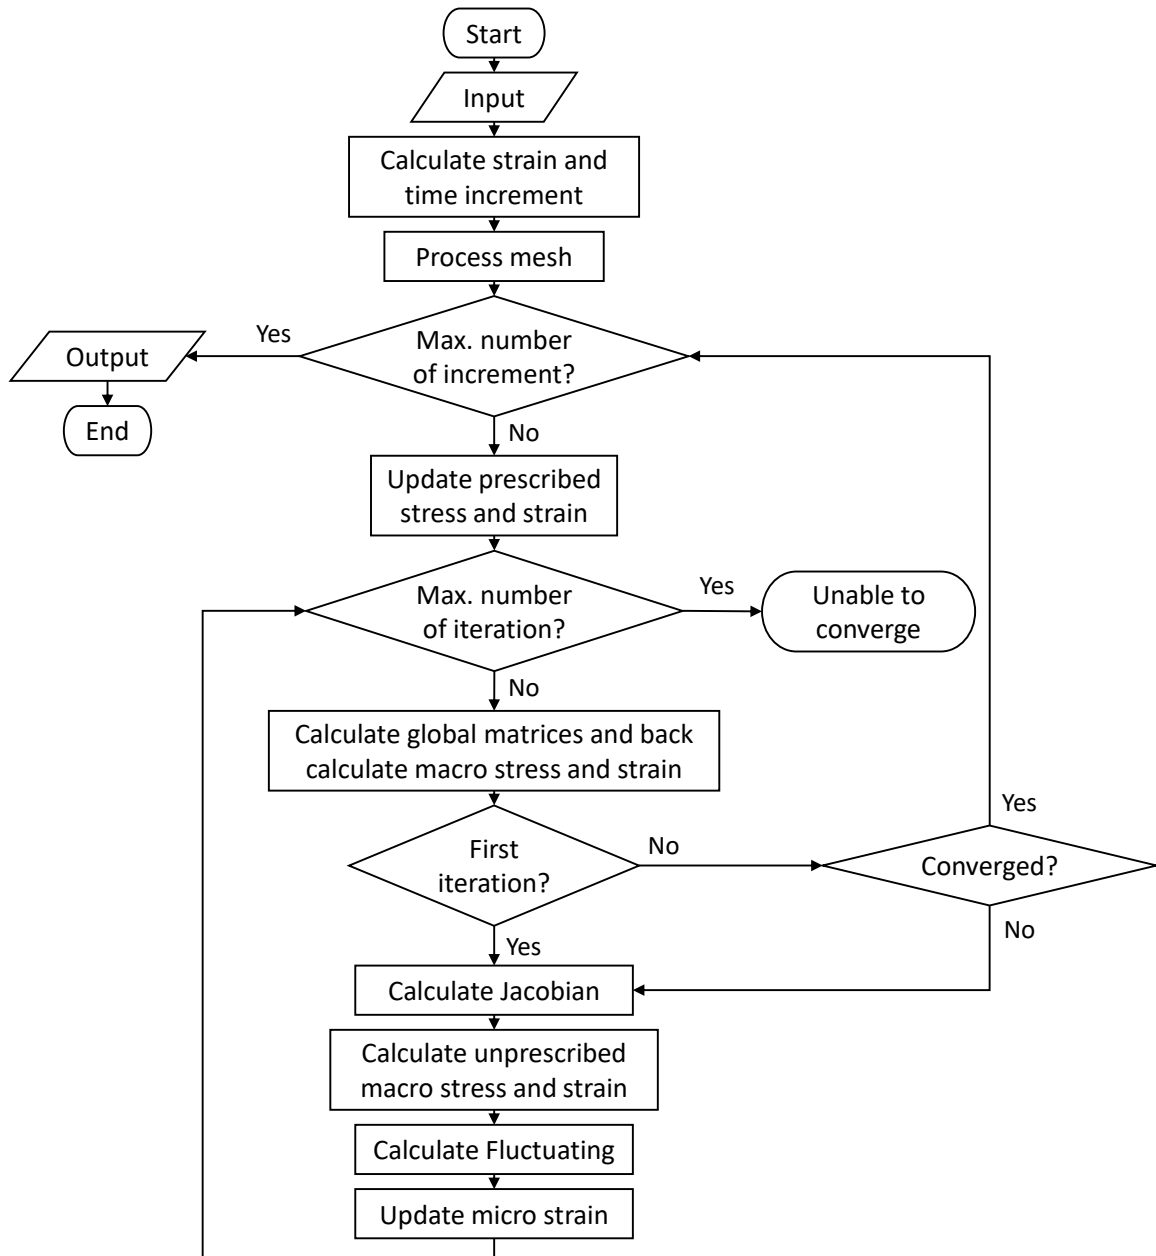 Start
Input
Calculate strain and
time increment
Process mesh
Max. number
of increment?
Yes
Output
End
No
Update prescribed
stress and strain
Max. number
of iteration?
Yes
Unable to
converge
No
Calculate global matrices and back
calculate macro stress and strain
First
iteration?
No
Converged?
Yes
No
Yes
Calculate Jacobian
Calculate unprescribed
macro stress and strain
Calculate Fluctuating
Update micro strain